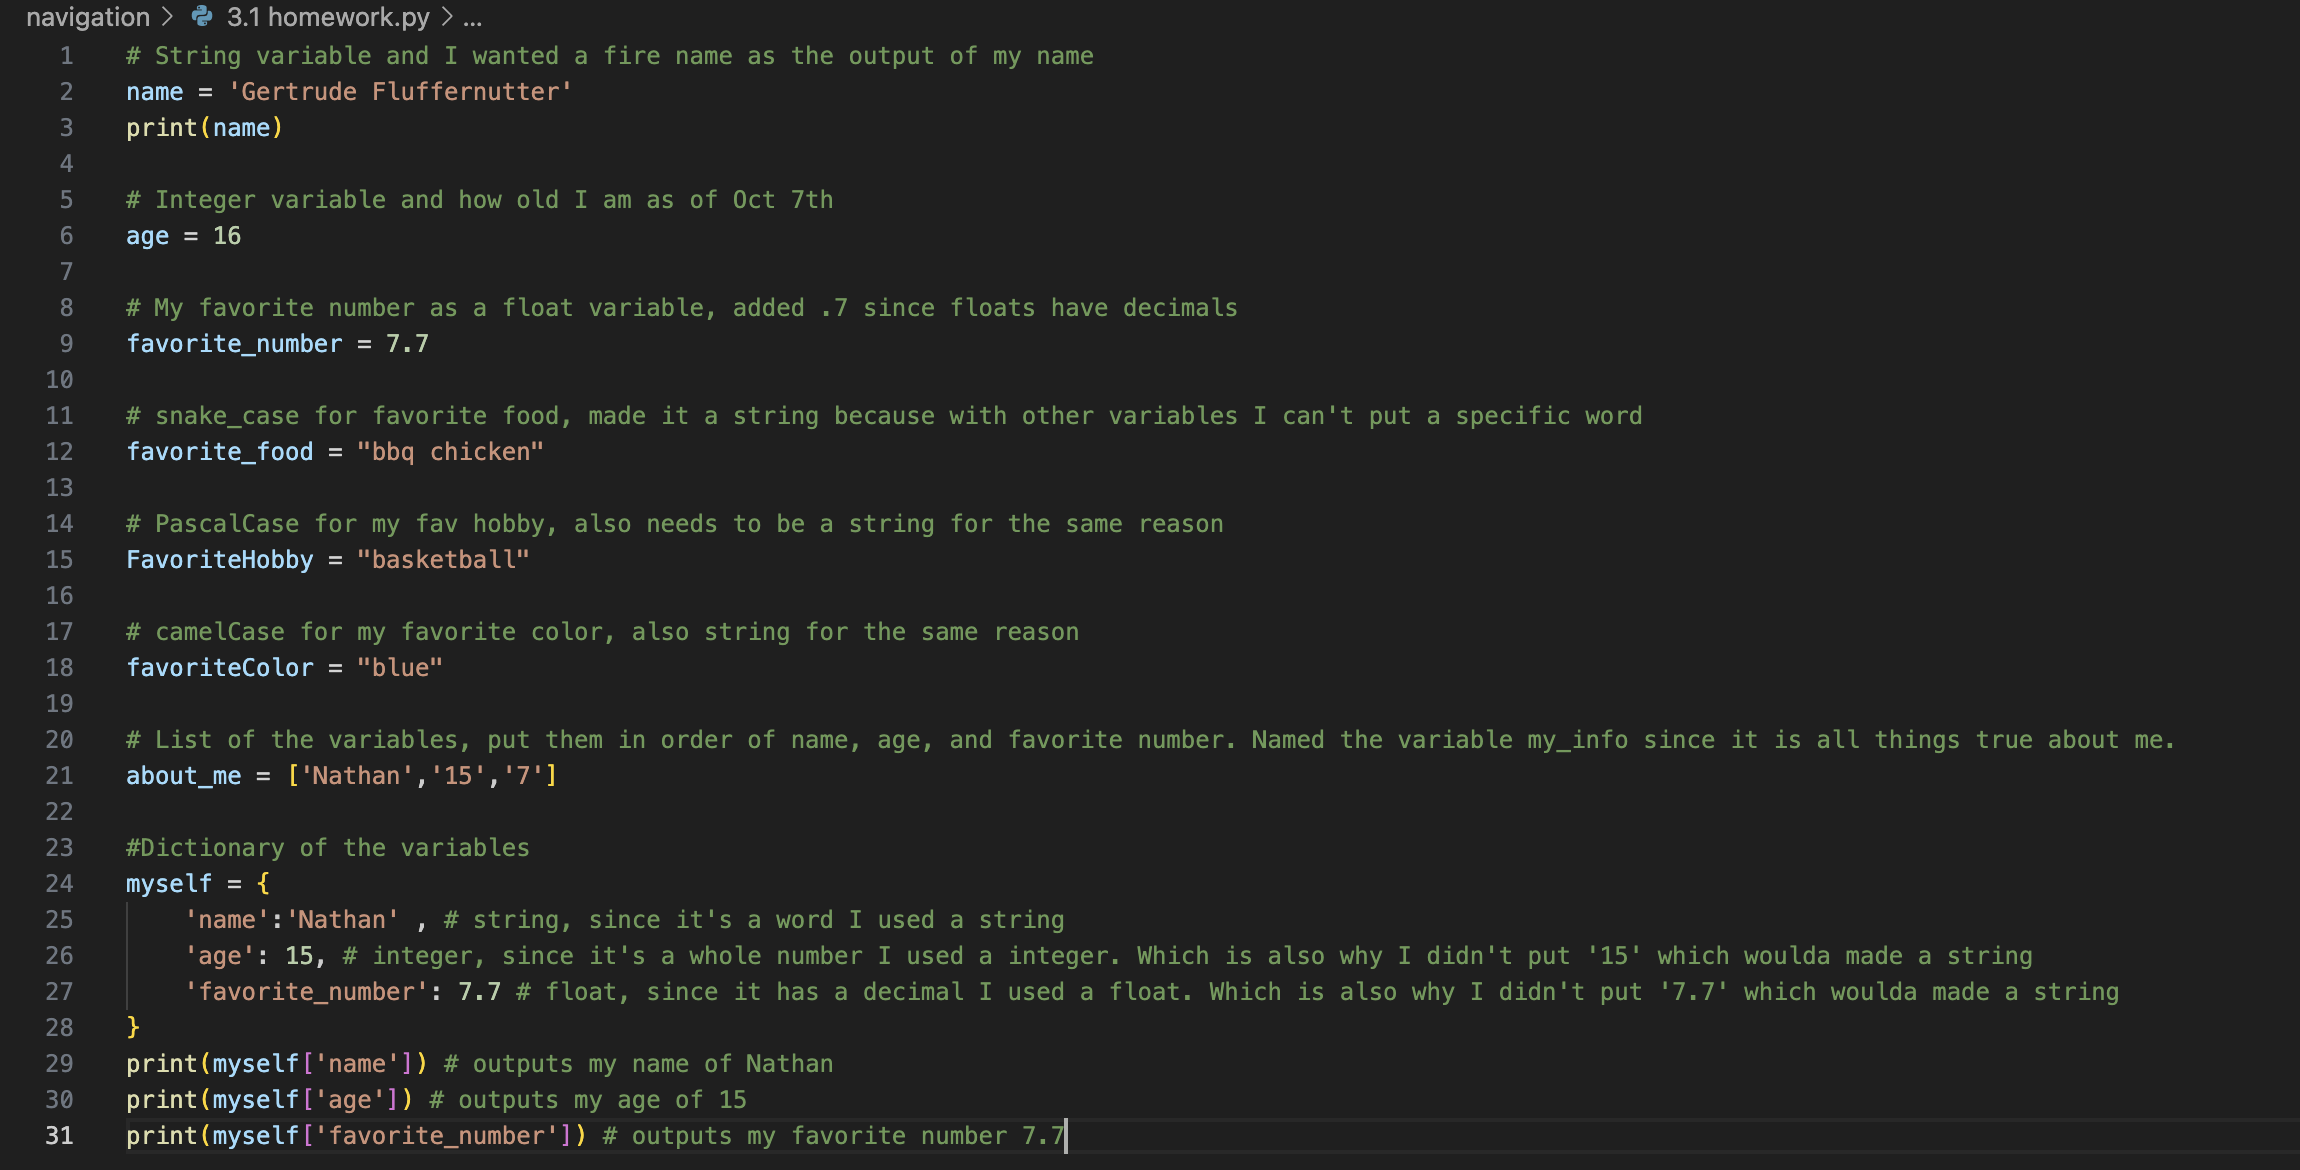 navigation > 3.1 homework.py > ...
1 # String variable and I wanted a fire name as the output of my name
2 name = 'Gertrude Fluffernutter'
3 print(name)
4
5 # Integer variable and how old I am as of Oct 7th
6 age = 16
7
8 # My favorite number as a float variable, added .7 since floats have decimals
9 favorite_number = 7.7
10
11 # snake_case for favorite food, made it a string because with other variables I can't put a specific word
12 favorite_food = "bbq chicken"
13
14 # PascalCase for my fav hobby, also needs to be a string for the same reason
15 FavoriteHobby = "basketball"
16
17 # camelCase for my favorite color, also string for the same reason
18 favoriteColor = "blue"
19
20 # List of the variables, put them in order of name, age, and favorite number. Named the variable my_info since it is all things true about me.
21 about_me = ['Nathan','15','7']
22
23 #Dictionary of the variables
24 myself = {
25     'name':'Nathan' , # string, since it's a word I used a string
26     'age': 15, # integer, since it's a whole number I used a integer. Which is also why I didn't put '15' which woulda made a string
27     'favorite_number': 7.7 # float, since it has a decimal I used a float. Which is also why I didn't put '7.7' which woulda made a string
28 }
29 print(myself['name']) # outputs my name of Nathan
30 print(myself['age']) # outputs my age of 15
31 print(myself['favorite_number']) # outputs my favorite number 7.7